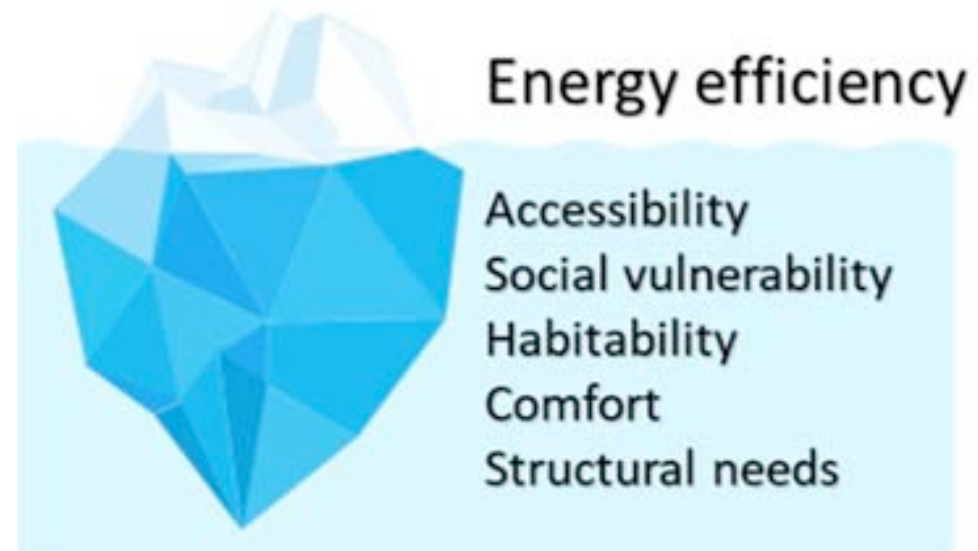 Energy efficiency
Accessibility
Social vulnerability
Habitability
Comfort
Structural needs